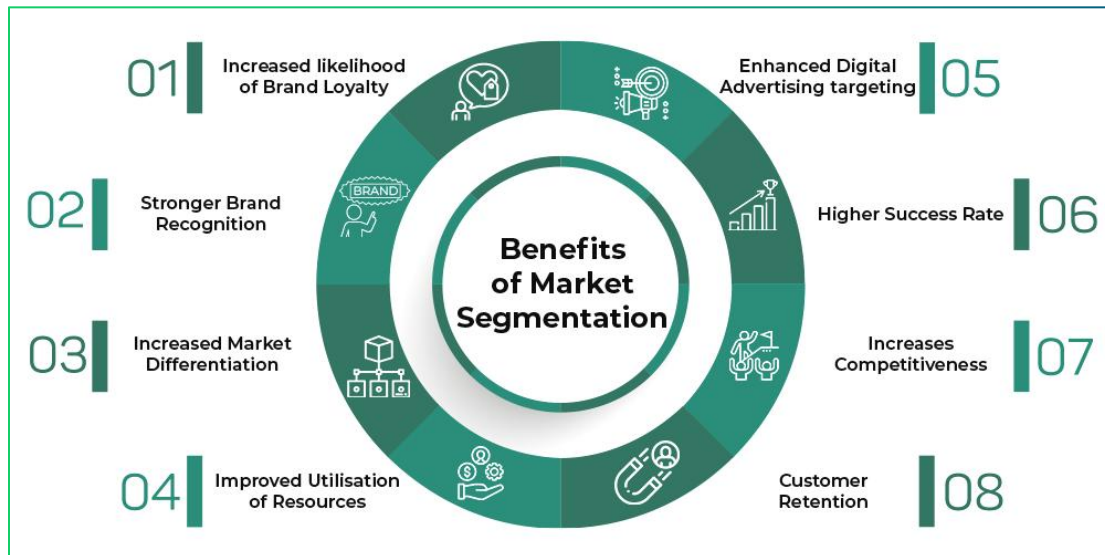 01
Increased likelihood
of Brand Loyalty
02
Stronger Brand
Recognition
03
Increased Market
Differentiation
04
Improved Utilisation
of Resources
BRAND
Benefits
of Market
Segmentation
Enhanced Digital
Advertising targeting
05
Higher Success Rate
06
Increases
Competitiveness
07
Customer
Retention
08